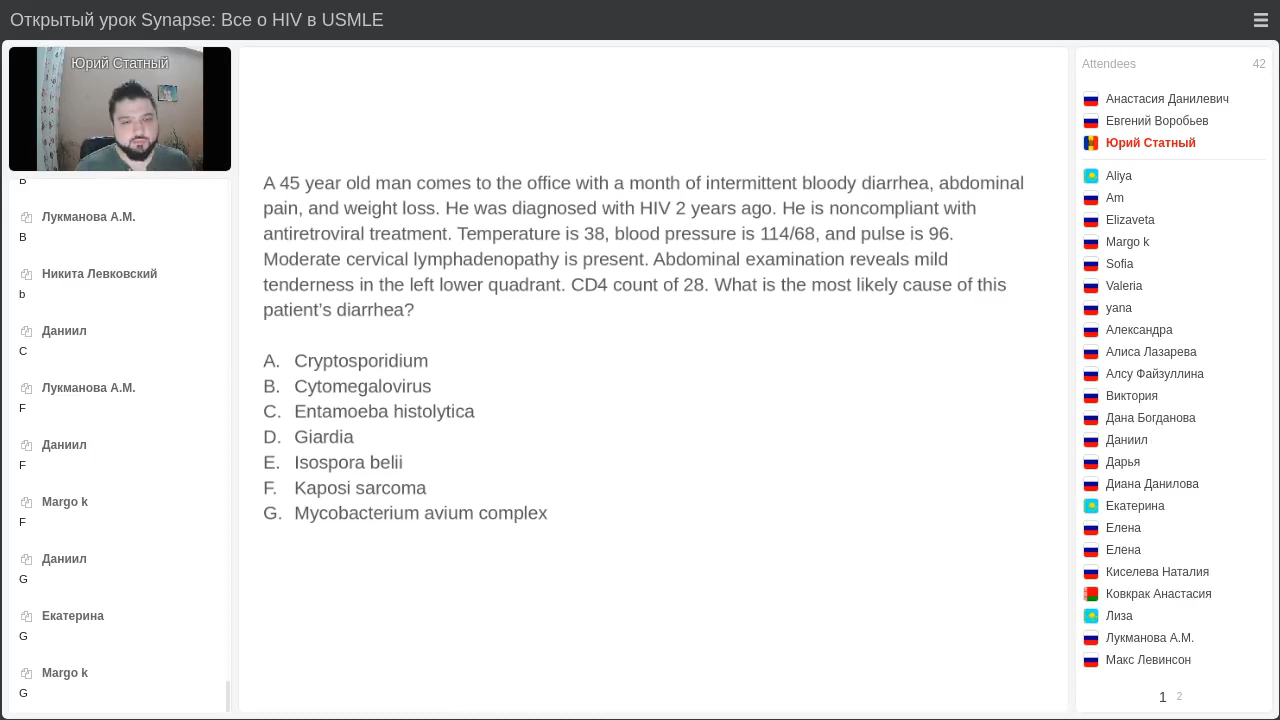 Открытый урок Synapse: Все о HIV в USMLE
Юрий Статный
B
Лукманова А.М.
B
Никита Левковский
b
Даниил
C
Лукманова А.М.
F
Даниил
F
Margo k
F
Даниил
G
Екатерина
G
Margo k
G
A 45 year old man comes to the office with a month of intermittent bloody diarrhea, abdominal
pain, and weight loss. He was diagnosed with HIV 2 years ago. He is noncompliant with
antiretroviral treatment. Temperature is 38, blood pressure is 114/68, and pulse is 96.
Moderate cervical lymphadenopathy is present. Abdominal examination reveals mild
tenderness in the left lower quadrant. CD4 count of 28. What is the most likely cause of this
patient's diarrhea?
A. Cryptosporidium
B. Cytomegalovirus
C. Entamoeba histolytica
D. Giardia
E. Isospora belii
F. Kaposi sarcoma
G. Mycobacterium avium complex
Attendees 42
Анастасия Данилевич
Евгений Воробьев
Юрий Статный
Aliya
Am
Elizaveta
Margo k
Sofia
Valeria
yana
Александра
Алиса Лазарева
Алсу Файзуллина
Виктория
Дана Богданова
Даниил
Дарья
Диана Данилова
Екатерина
Елена
Елена
Киселева Наталия
Ковкрак Анастасия
Лиза
Лукманова А.М.
Макс Левинсон
1 2